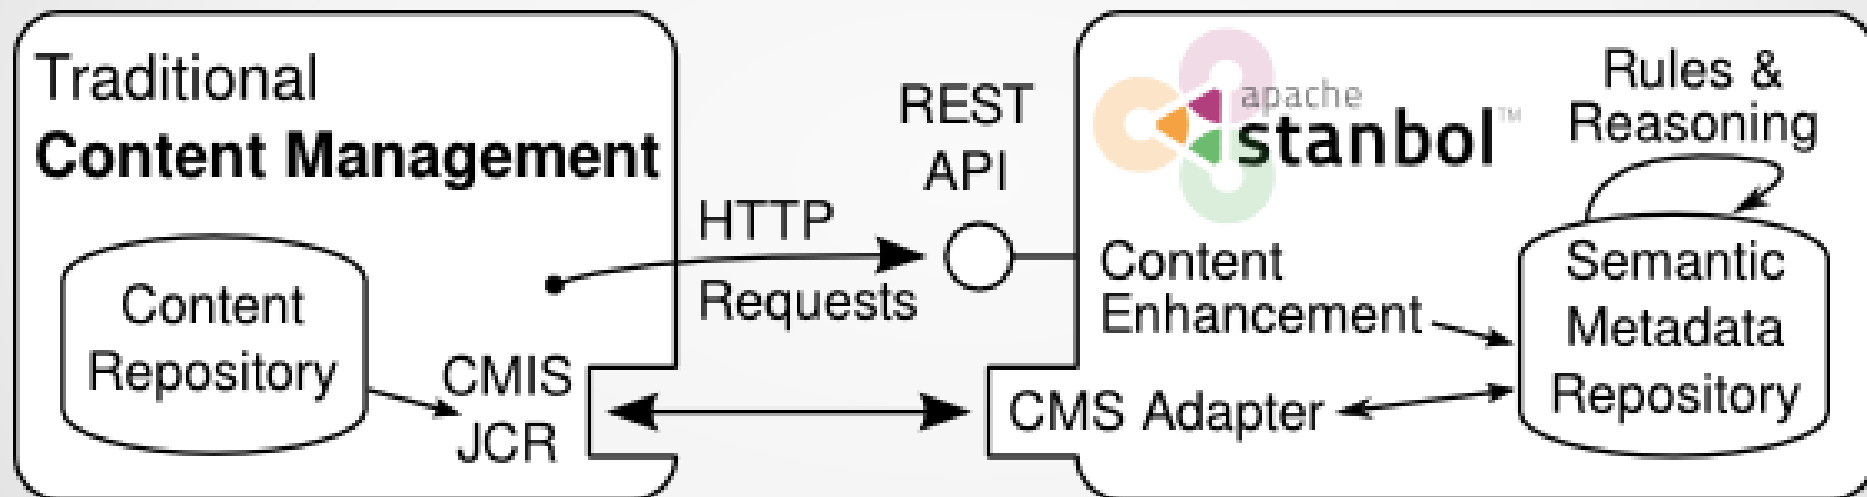 Traditional
Content Management
Content
Repository
CMIS
JCR
HTTP
Requests
REST
API
apache
stanbol™
Rules &
Reasoning
Content
Enhancement
CMS Adapter
Semantic
Metadata
Repository